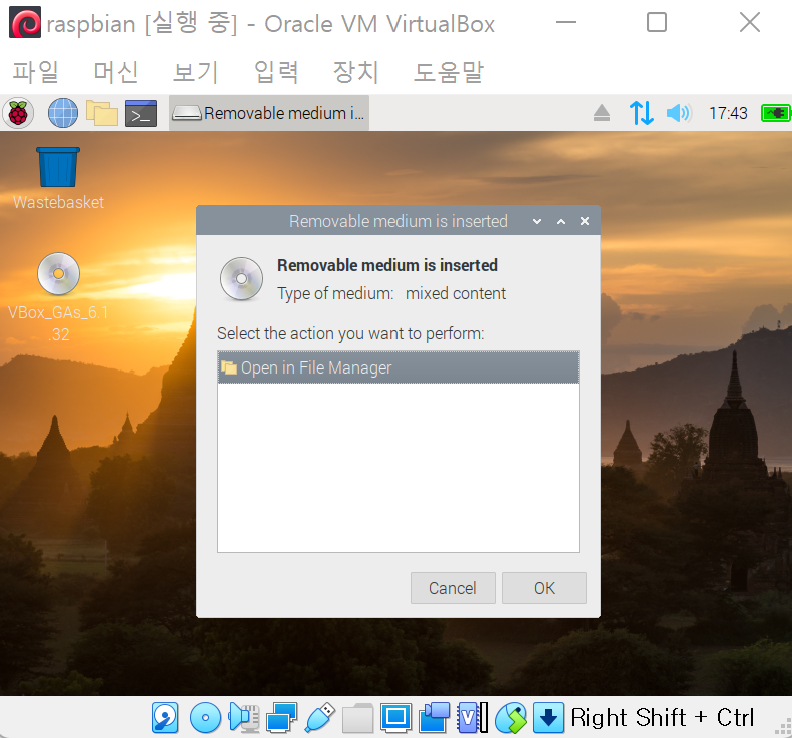 raspbian [실행 중] - Oracle VM VirtualBox
파일 머신 보기 입력 장치 도움말
Removable medium i... 17:43
Wastebasket
VBox_GAs_6.1
.32
Removable medium is inserted
Removable medium is inserted
Type of medium: mixed content
Select the action you want to perform:
Open in File Manager
Cancel OK
Right Shift + Ctrl